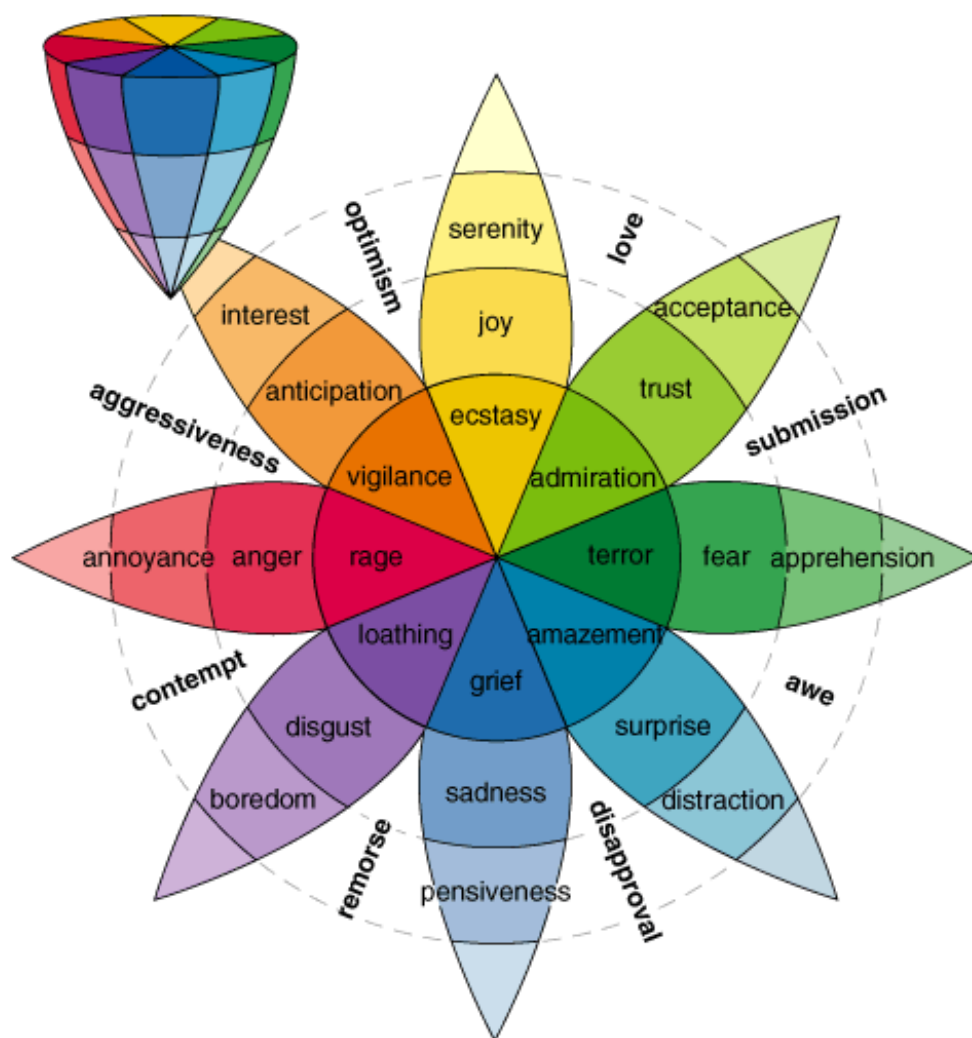 optimism
love
serenity
interest
acceptance
joy
anticipation
trust
aggressiveness
ecstasy
submission
vigilance
admiration
annoyance
anger
rage
terror
fear
apprehension
loathing
amazement
contempt
grief
awe
disgust
surprise
boredom
sadness
distraction
remorse
disapproval
pensiveness